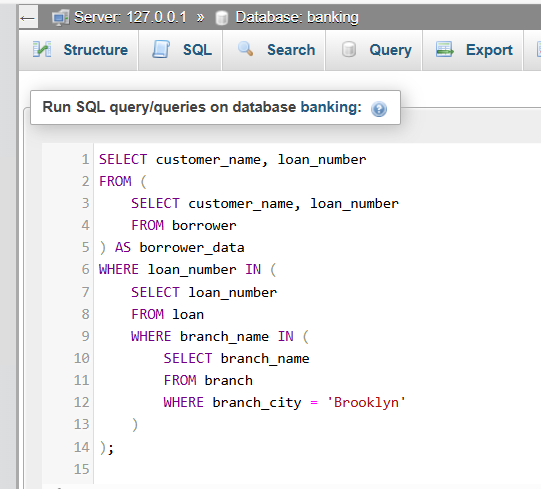 ← Server: 127.0.0.1 » Database: banking
Structure SQL Search Query Export
Run SQL query/queries on database banking:
1 SELECT customer_name, loan_number
2 FROM (
3     SELECT customer_name, loan_number
4     FROM borrower
5 ) AS borrower_data
6 WHERE loan_number IN (
7     SELECT loan_number
8     FROM loan
9     WHERE branch_name IN (
10         SELECT branch_name
11         FROM branch
12         WHERE branch_city = 'Brooklyn'
13     )
14 );
15